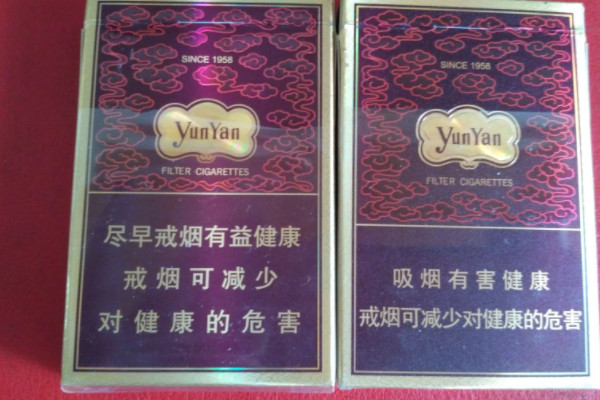 SINCE 1958
YunYan
FILTER CIGARETTES
尽早戒烟有益健康
戒烟可减少
对健康的危害
SINCE 1958
YunYan
FILTER CIGARETTES
吸烟有害健康
戒烟可减少对健康的危害